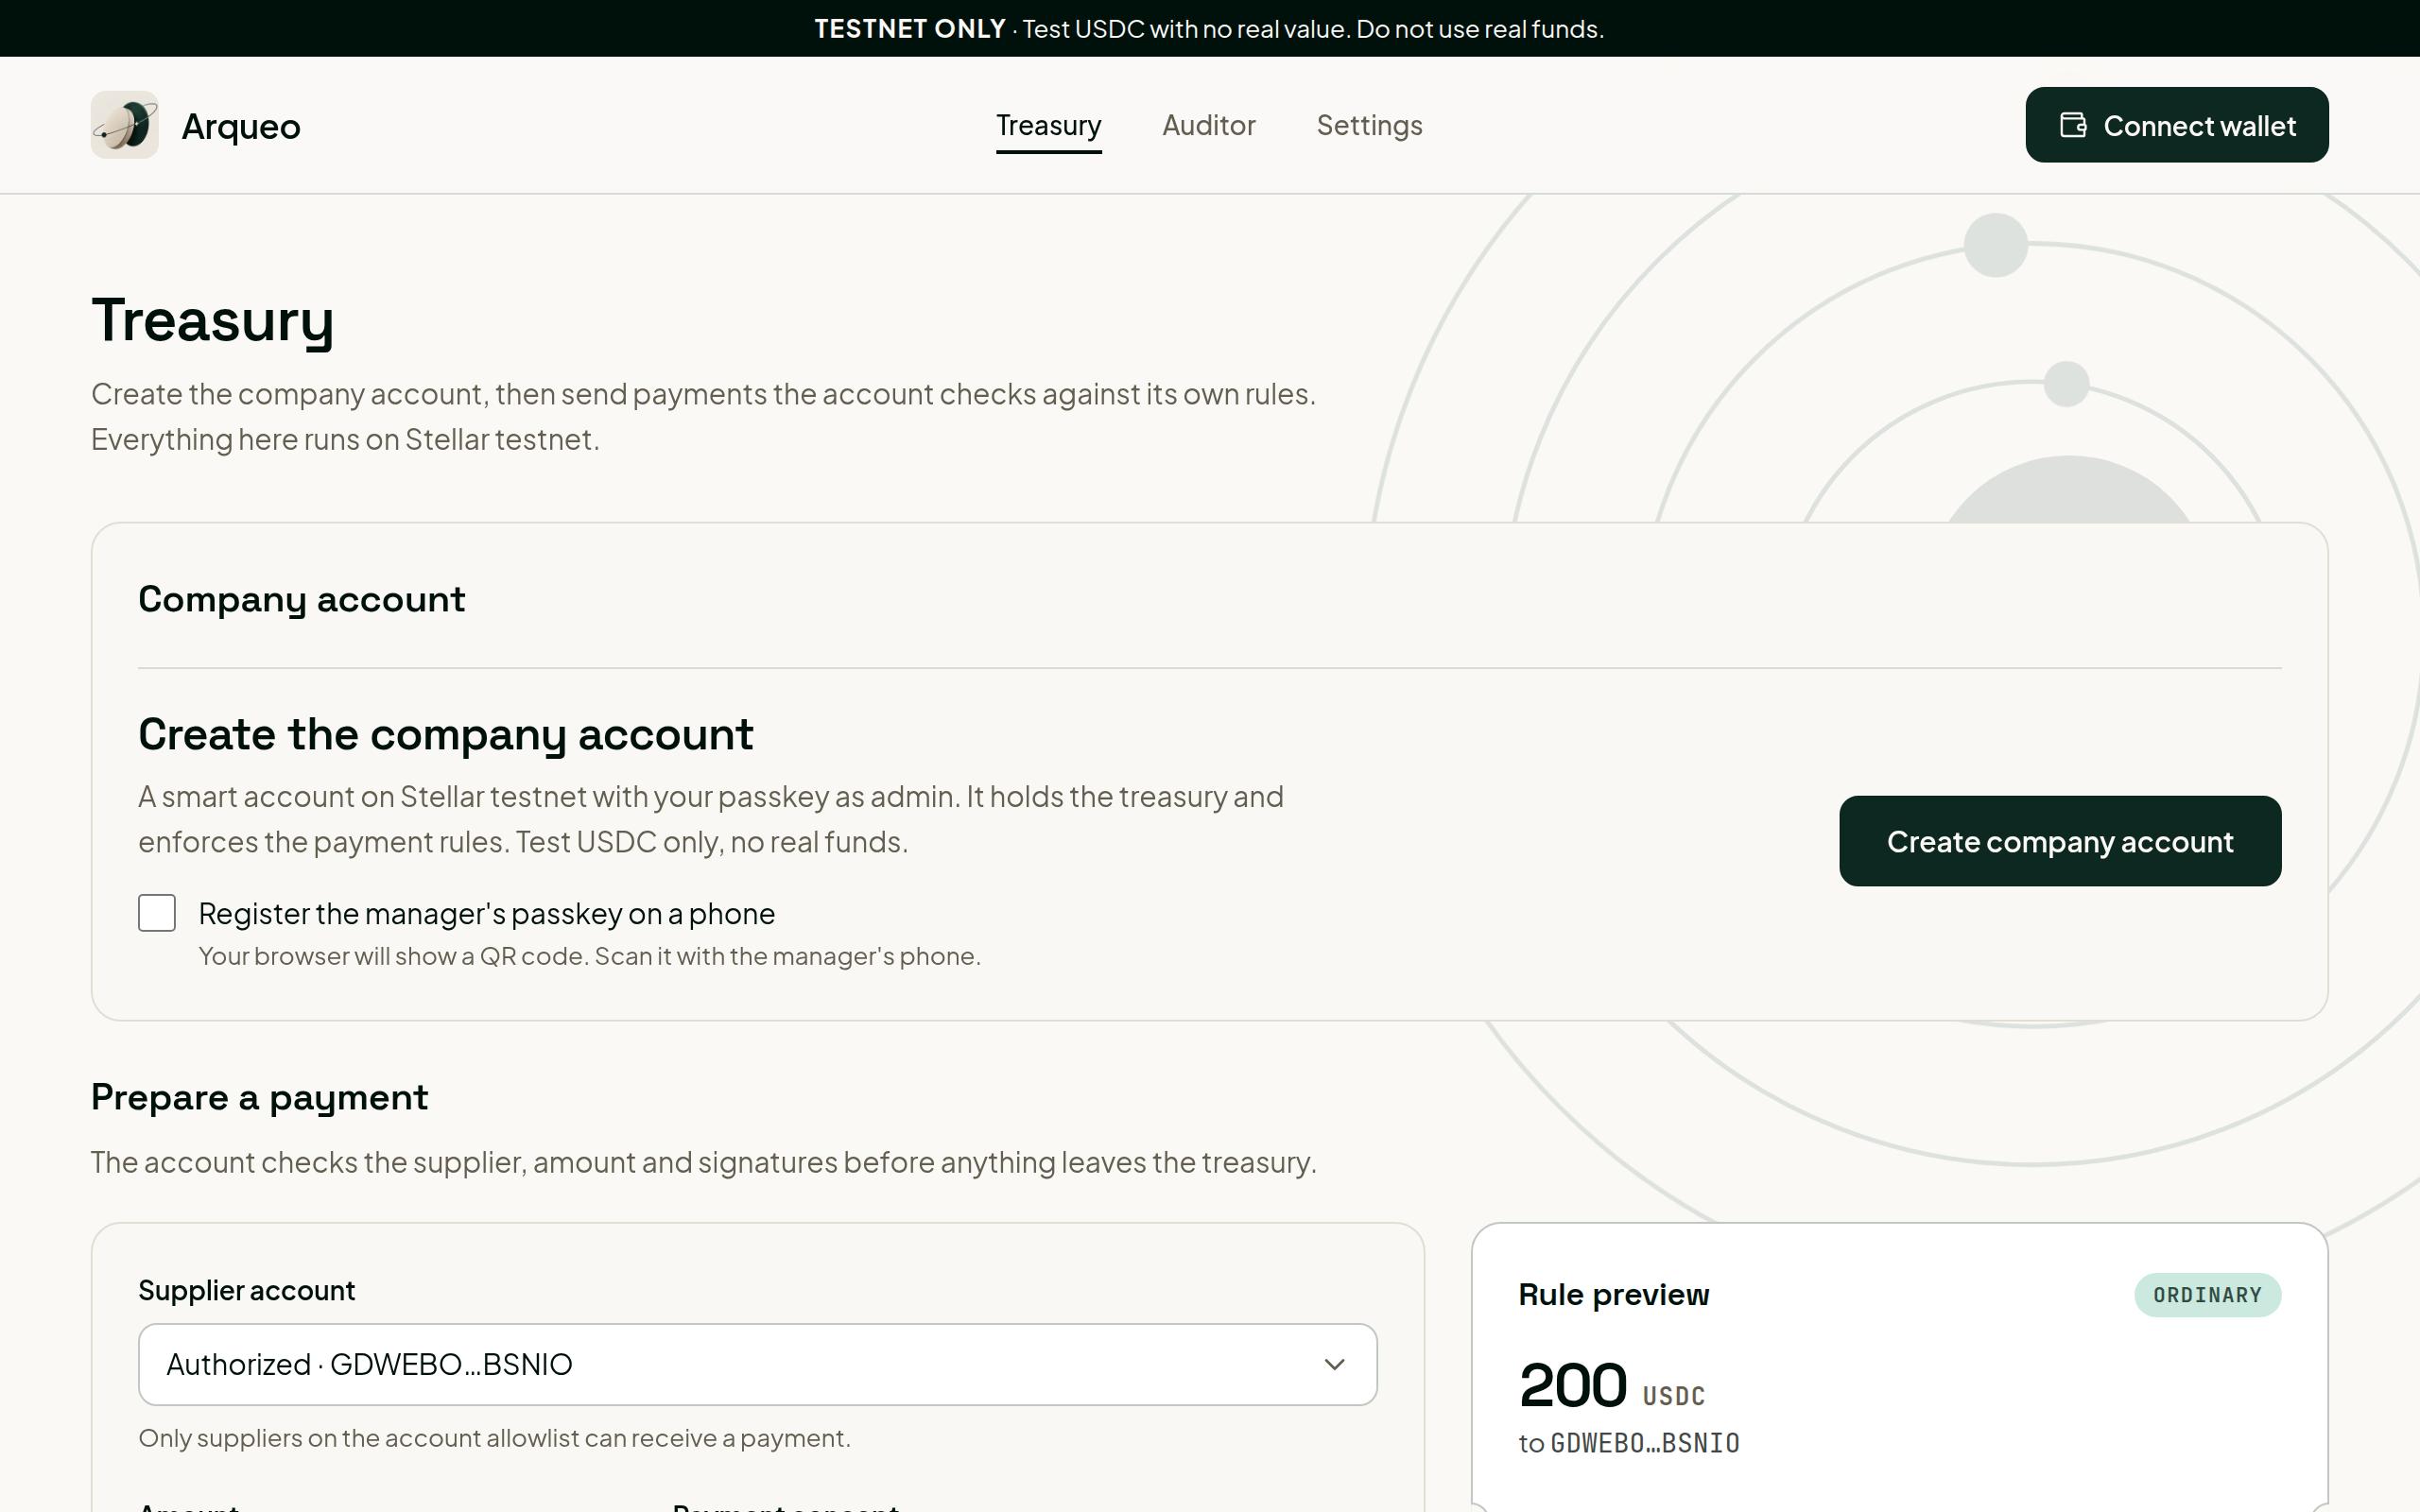 TESTNET ONLY · Test USDC with no real value. Do not use real funds.
Arqueo
Treasury
Auditor
Settings
Connect wallet
Treasury
Create the company account, then send payments the account checks against its own rules.
Everything here runs on Stellar testnet.
Company account
Create the company account
A smart account on Stellar testnet with your passkey as admin. It holds the treasury and
enforces the payment rules. Test USDC only, no real funds.
Create company account
Register the manager's passkey on a phone
Your browser will show a QR code. Scan it with the manager's phone.
Prepare a payment
The account checks the supplier, amount and signatures before anything leaves the treasury.
Supplier account
Authorized · GDWEBO…BSNIO
Only suppliers on the account allowlist can receive a payment.
Rule preview
ORDINARY
200 USDC
to GDWEBO…BSNIO